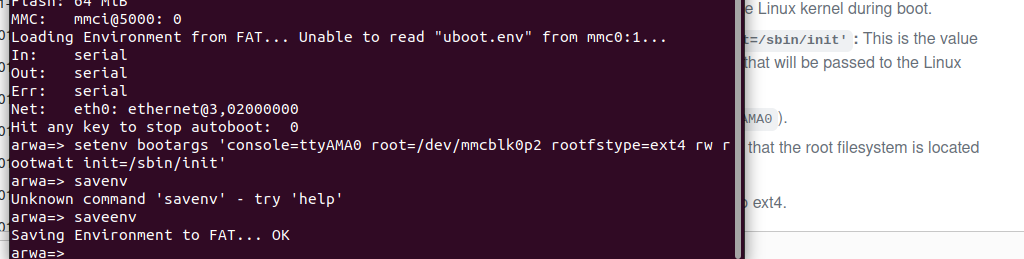 Flash: 64 MiB
MMC:   mmci@5000: 0
Loading Environment from FAT... Unable to read "uboot.env" from mmc0:1...
In:    serial
Out:   serial
Err:   serial
Net:   eth0: ethernet@3,02000000
Hit any key to stop autoboot:  0
arwa=> setenv bootargs 'console=ttyAMA0 root=/dev/mmcblk0p2 rootfstype=ext4 rw r
ootwait init=/sbin/init'
arwa=> savenv
Unknown command 'savenv' - try 'help'
arwa=> saveenv
Saving Environment to FAT... OK
arwa=>
e Linux kernel during boot.
t=/sbin/init' : This is the value
that will be passed to the Linux
AMA0 ).
that the root filesystem is located
ext4.